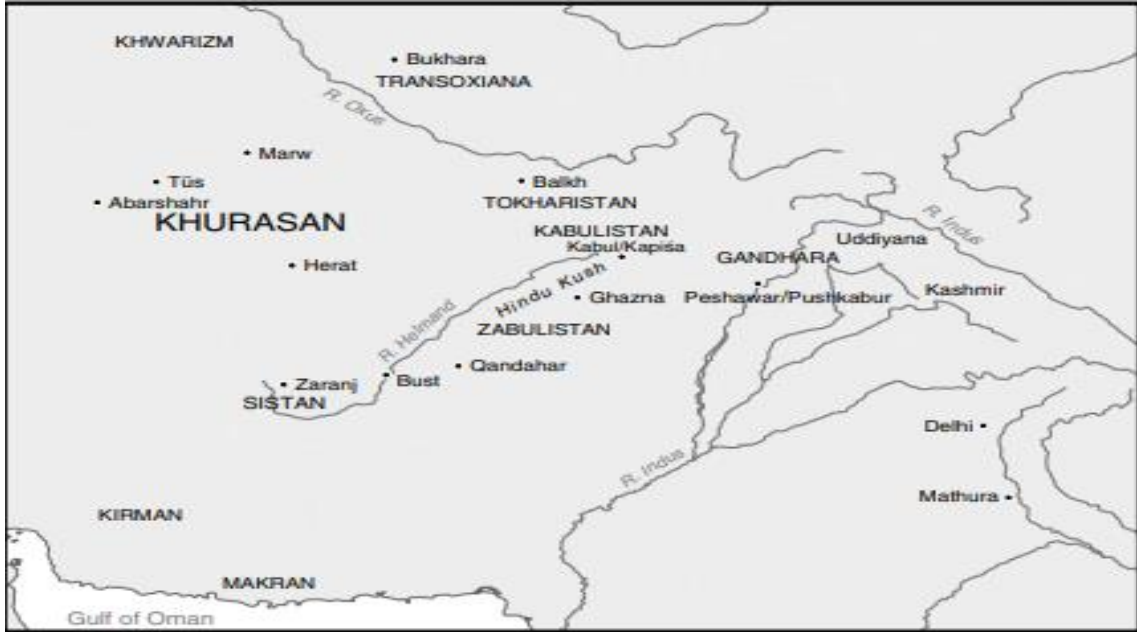 KHWARIZM
Bukhara
TRANSOXIANA
R. Oxus
Marw
Tūs
Balkh
Abarshahr
TOKHARISTAN
KHURASAN
R. Indus
KABULISTAN
Uddiyana
Kabul/Kapiśa
GANDHARA
Herat
Hindu Kush
Kashmir
Ghazna
Peshawar/Pushkabur
ZABULISTAN
R. Helmand
Qandahar
Bust
Zaranj
SISTAN
Delhi
R. Indus
Mathura
KIRMAN
MAKRAN
Gulf of Oman